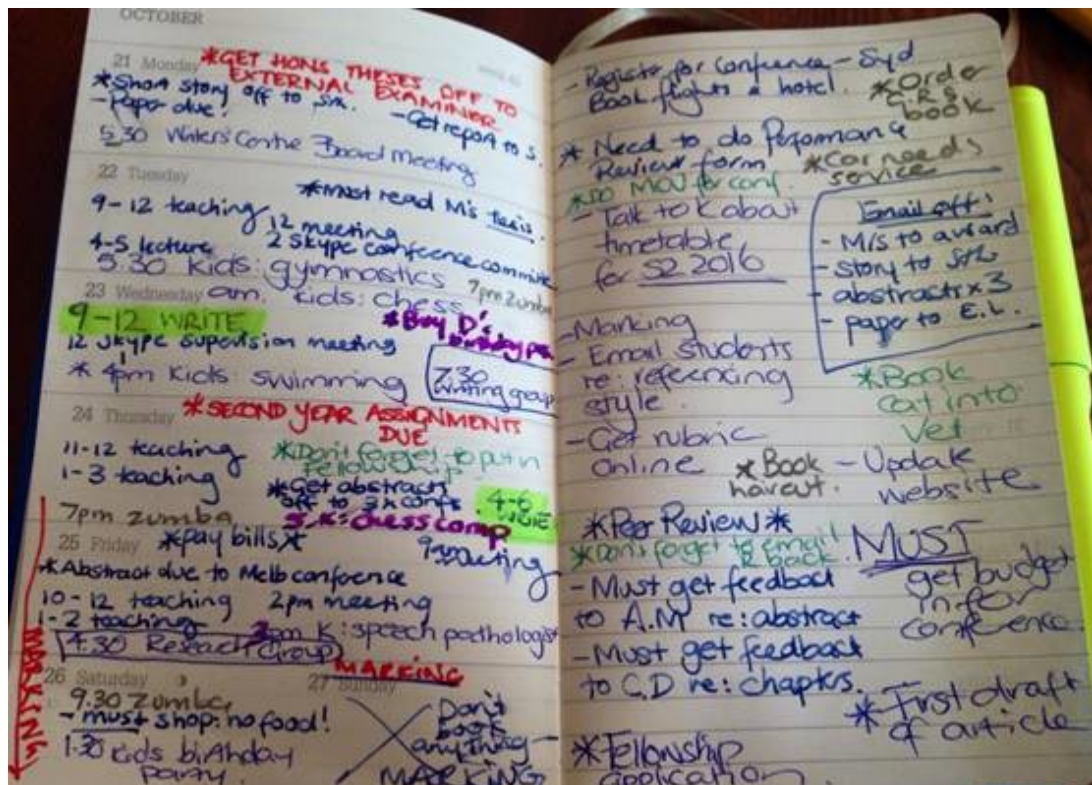 OCTOBER
21 Monday
*GET HONS THESES OFF TO
EXTERNAL EXAMINER
*Short story off to
- Paper due!
- Get report to S.
5.30 Writers Centre Board Meeting
22 Tuesday
*must read M's thesis.
9-12 teaching
12 meeting
4-5 lecture
2 Skype conference committee
5.30 kids: gymnastics
7pm Zumba
23 Wednesday
am. kids: chess
9-12 WRITE
*Buy D's
birthday
12 Skype supervision meeting
* 4pm kids: swimming
7.30
writing group
24 Thursday
*SECOND YEAR ASSIGNMENTS
DUE
11-12 teaching
*Don't forget to put in
Fellowship
1-3 teaching
*Get abstracts
off to 3 x confs
4-6
WRITE
7pm zumba
K: chess comp
25 Friday
*pay bills*
meeting
*Abstract due to Melb conference
10-12 teaching
2pm meeting
1-2 teaching
K: speech pathologist
4.30 Research Group
MARKING
MARKING
26 Saturday
27 Sunday
9.30 zumba
- must shop: no food!
1.30 kids birthday
party.
Don't
book
anything -
MARKING
- Register for conference - Syd
Book flights & hotel.
*Order
book
* Need to do Performance
Review form
*Car needs
service
*DO MOU for conf.
- Talk to K about
timetable
for S2 2016
Email off:
- M/S to award
- story to
- abstracts x 3
- paper to E.L.
- Marking
- Email students
re: referencing
style.
*Book
cat into
Vet
- Get rubric
online
*Book
haircut.
- Update
website
*Peer Review*
*Don't forget to email
R back.
MUST
get budget
in for
conference.
- Must get feedback
to A.M re: abstract
- Must get feedback
to C.D re: chapters.
*First draft
of article
*Fellowship
application